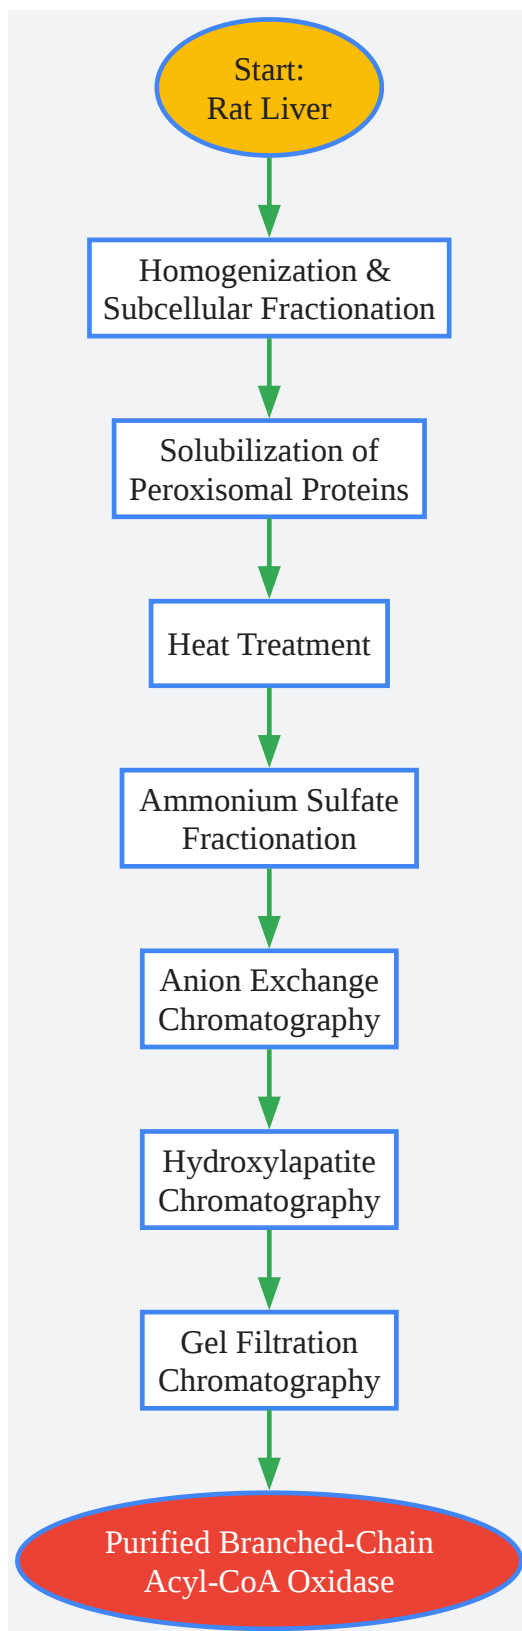 Start:
Rat Liver
Homogenization &
Subcellular Fractionation
Solubilization of
Peroxisomal Proteins
Heat Treatment
Ammonium Sulfate
Fractionation
Anion Exchange
Chromatography
Hydroxylapatite
Chromatography
Gel Filtration
Chromatography
Purified Branched-Chain
Acyl-CoA Oxidase